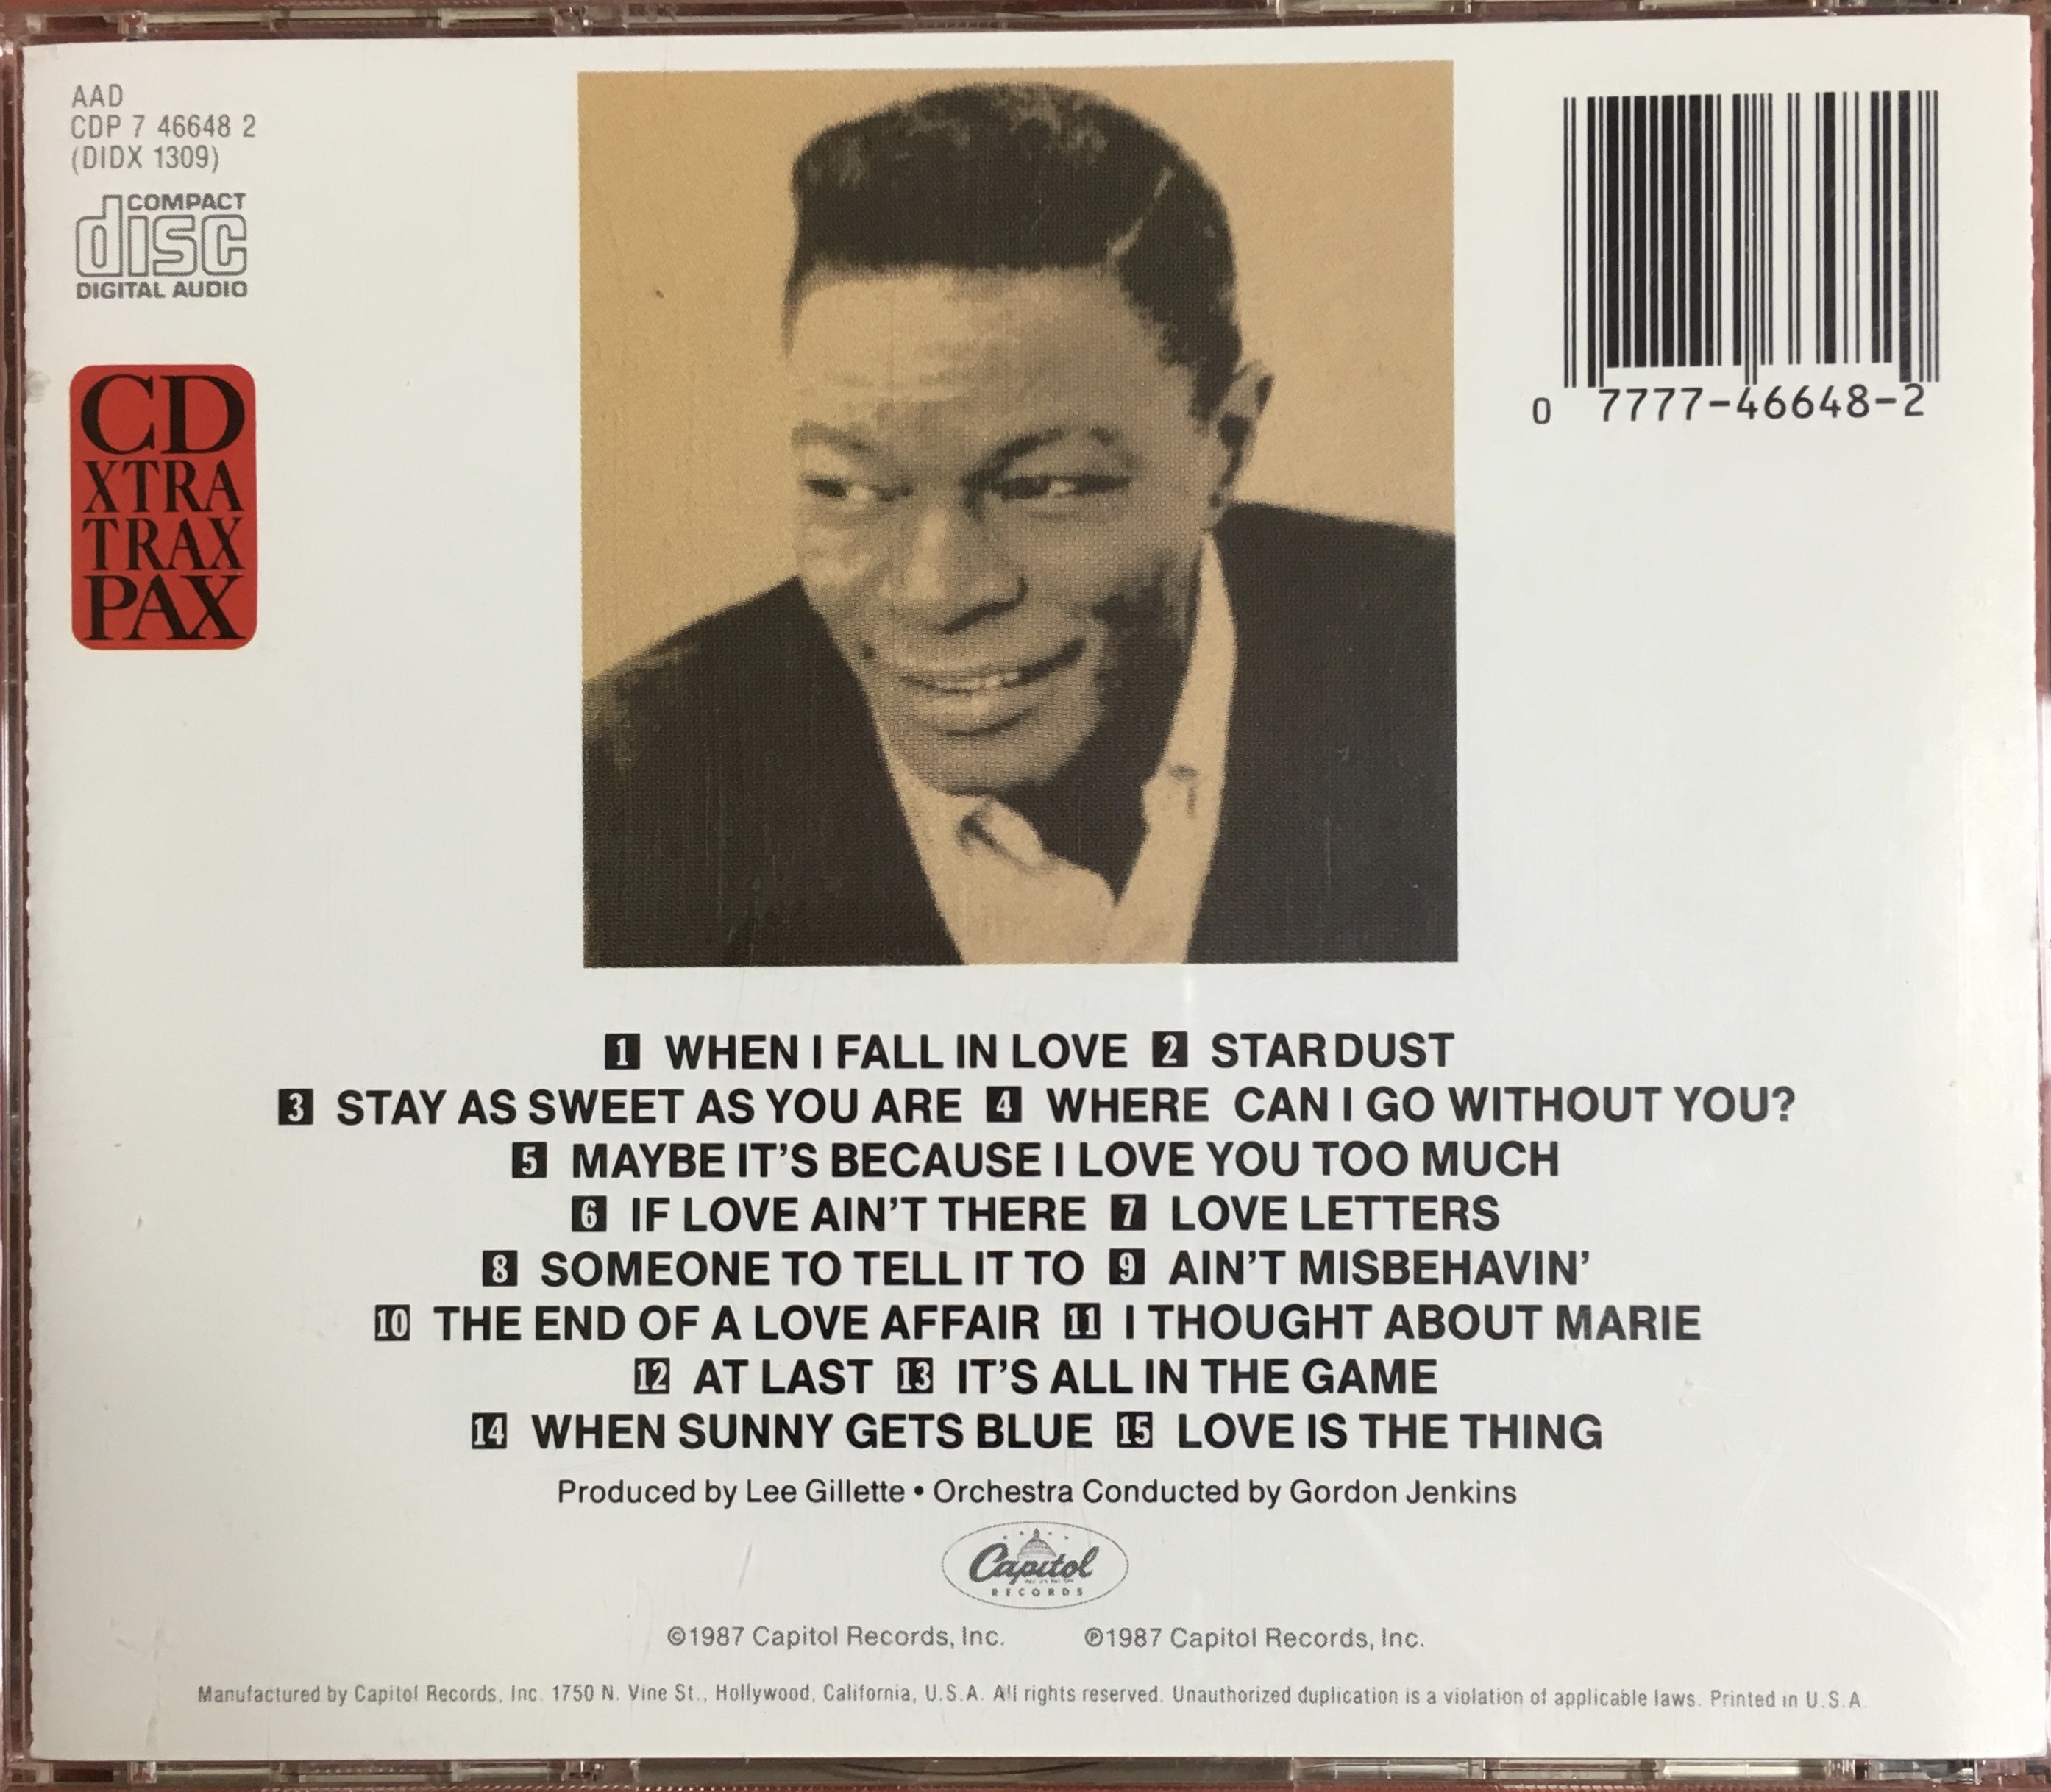 AAD
CDP 7 46648 2
(DIDX 1309)
COMPACT
disc
DIGITAL AUDIO
CD
XTRA
TRAX
PAX
0 7777-46648-2
1 WHEN I FALL IN LOVE 2 STARDUST
3 STAY AS SWEET AS YOU ARE 4 WHERE CAN I GO WITHOUT YOU?
5 MAYBE IT'S BECAUSE I LOVE YOU TOO MUCH
6 IF LOVE AIN'T THERE 7 LOVE LETTERS
8 SOMEONE TO TELL IT TO 9 AIN'T MISBEHAVIN'
10 THE END OF A LOVE AFFAIR 11 I THOUGHT ABOUT MARIE
12 AT LAST 13 IT'S ALL IN THE GAME
14 WHEN SUNNY GETS BLUE 15 LOVE IS THE THING
Produced by Lee Gillette • Orchestra Conducted by Gordon Jenkins
Capitol
RECORDS
©1987 Capitol Records, Inc. ℗1987 Capitol Records, Inc.
Manufactured by Capitol Records, Inc. 1750 N. Vine St., Hollywood, California, U.S.A. All rights reserved. Unauthorized duplication is a violation of applicable laws. Printed in U.S.A.